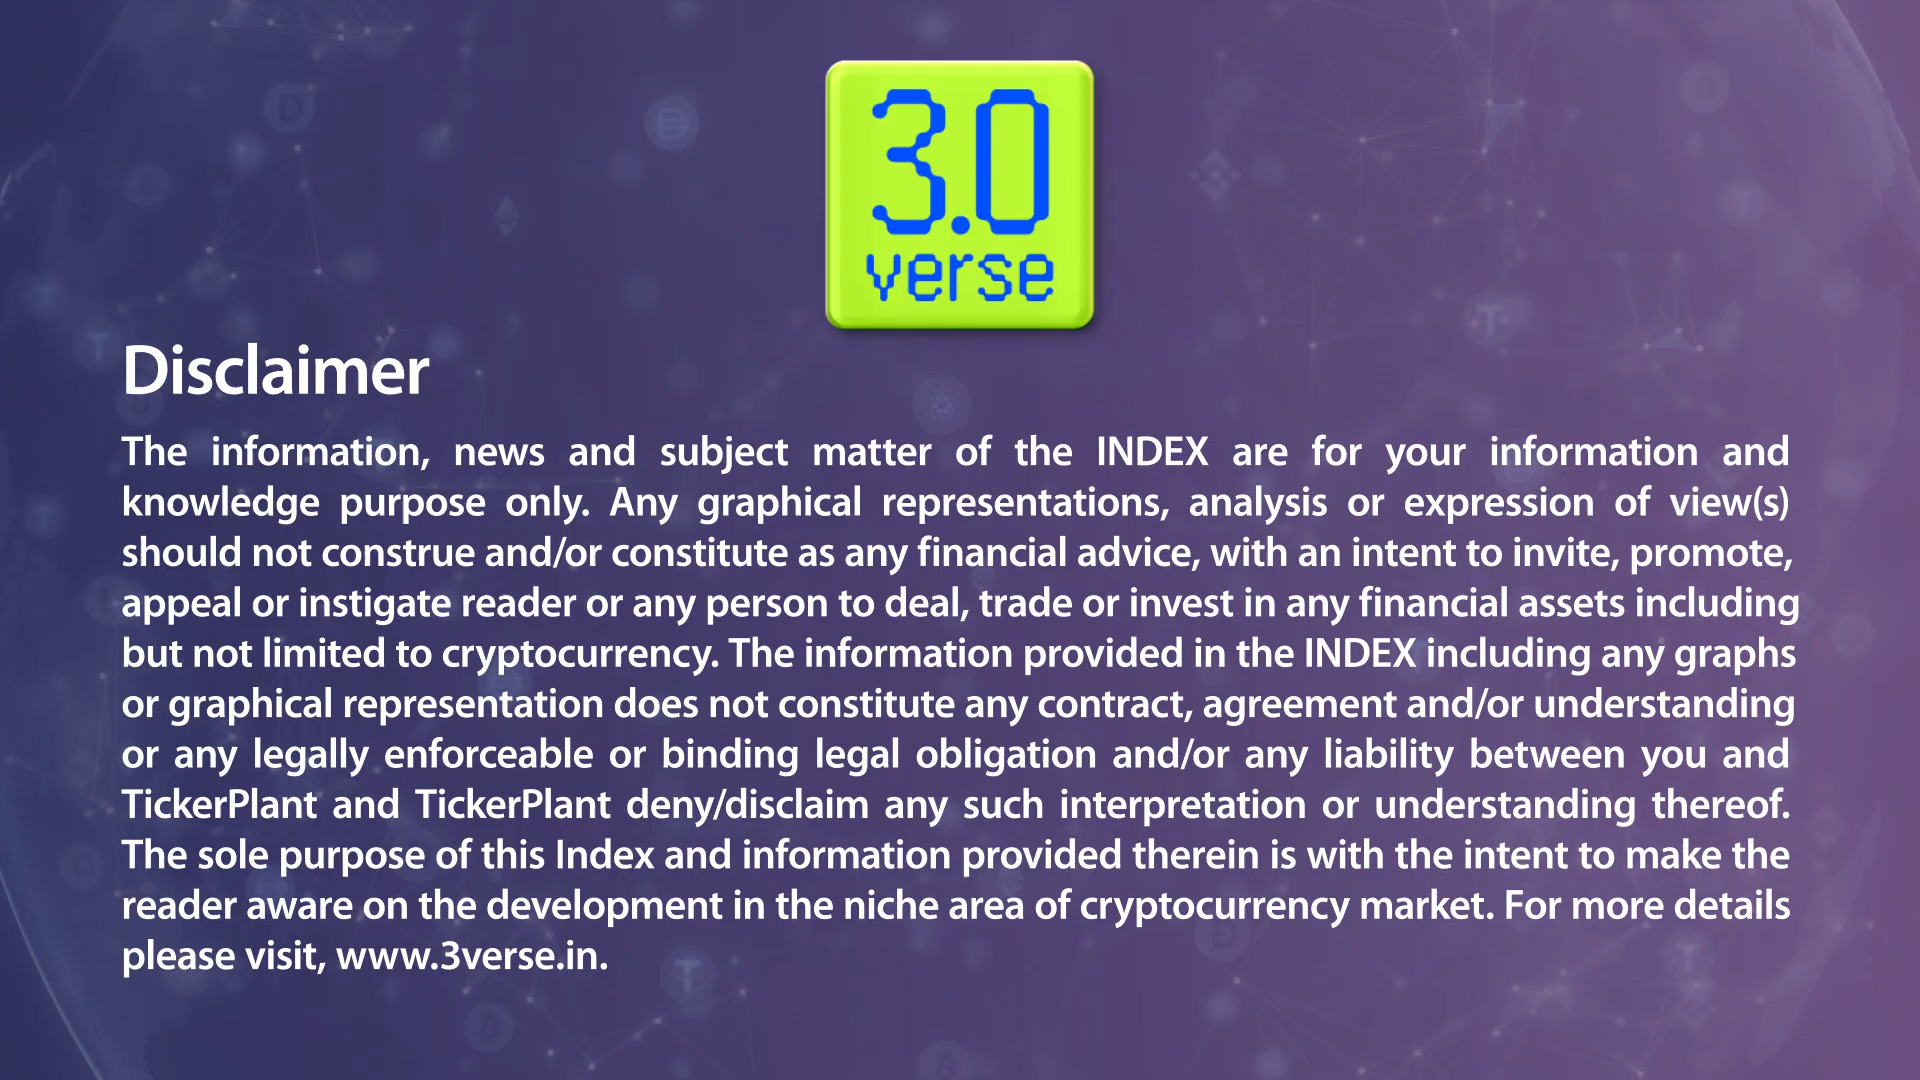 3.0
verse
Disclaimer
The information, news and subject matter of the INDEX are for your information and
knowledge purpose only. Any graphical representations, analysis or expression of view(s)
should not construe and/or constitute as any financial advice, with an intent to invite, promote,
appeal or instigate reader or any person to deal, trade or invest in any financial assets including
but not limited to cryptocurrency. The information provided in the INDEX including any graphs
or graphical representation does not constitute any contract, agreement and/or understanding
or any legally enforceable or binding legal obligation and/or any liability between you and
TickerPlant and TickerPlant deny/disclaim any such interpretation or understanding thereof.
The sole purpose of this Index and information provided therein is with the intent to make the
reader aware on the development in the niche area of cryptocurrency market. For more details
please visit, www.3verse.in.